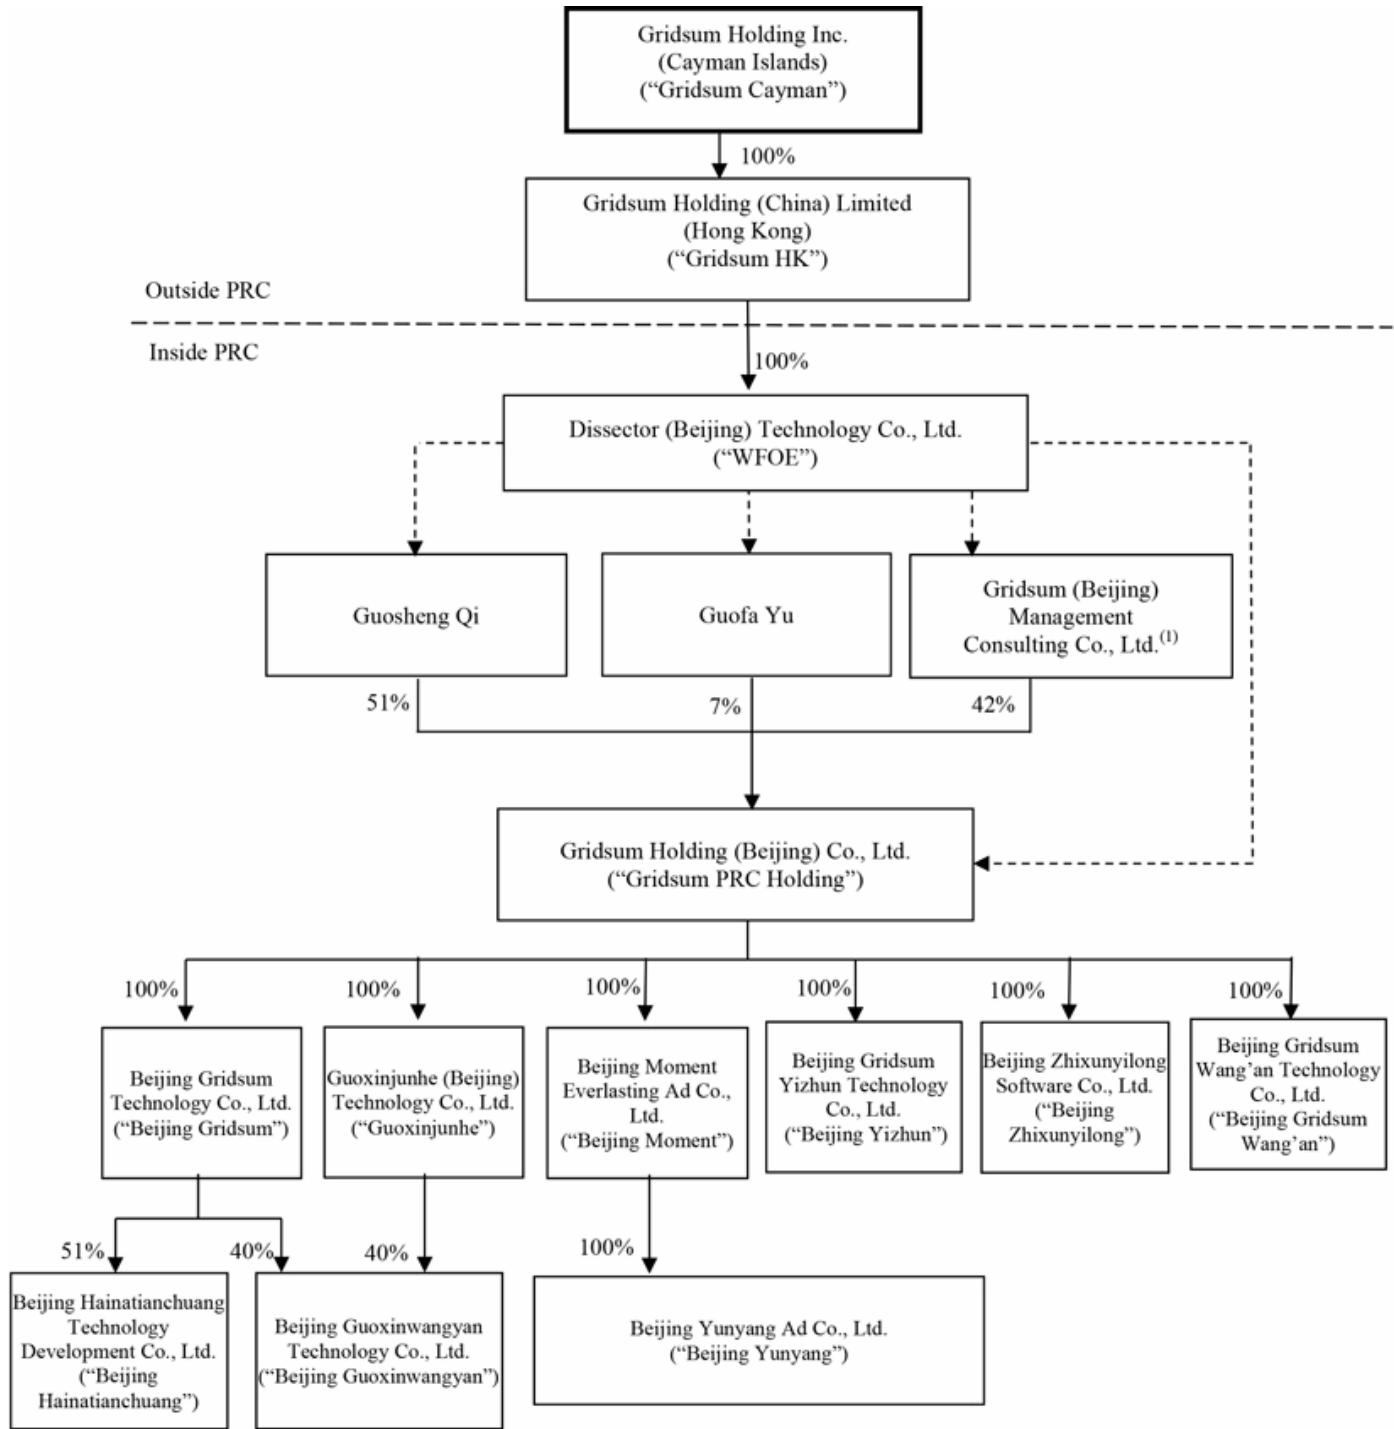 Gridsum Holding Inc.
(Cayman Islands)
(“Gridsum Cayman”)
100%
Gridsum Holding (China) Limited
(Hong Kong)
(“Gridsum HK”)
Outside PRC
Inside PRC
100%
Dissector (Beijing) Technology Co., Ltd.
(“WFOE”)
Guosheng Qi
Guofa Yu
Gridsum (Beijing)
Management
Consulting Co., Ltd.(1)
51%
7%
42%
Gridsum Holding (Beijing) Co., Ltd.
(“Gridsum PRC Holding”)
100%
100%
100%
100%
100%
100%
Beijing Gridsum
Technology Co., Ltd.
(“Beijing Gridsum”)
Guoxinjunhe (Beijing)
Technology Co., Ltd.
(“Guoxinjunhe”)
Beijing Moment
Everlasting Ad Co.,
Ltd.
(“Beijing Moment”)
Beijing Gridsum
Yizhun Technology
Co., Ltd.
(“Beijing Yizhun”)
Beijing Zhixunyilong
Software Co., Ltd.
(“Beijing
Zhixunyilong”)
Beijing Gridsum
Wang’an Technology
Co., Ltd.
(“Beijing Gridsum
Wang’an”)
51%
40%
40%
100%
Beijing Hainatianchuang
Technology
Development Co., Ltd.
(“Beijing
Hainatianchuang”)
Beijing Guoxinwangyan
Technology Co., Ltd.
(“Beijing Guoxinwangyan”)
Beijing Yunyang Ad Co., Ltd.
(“Beijing Yunyang”)